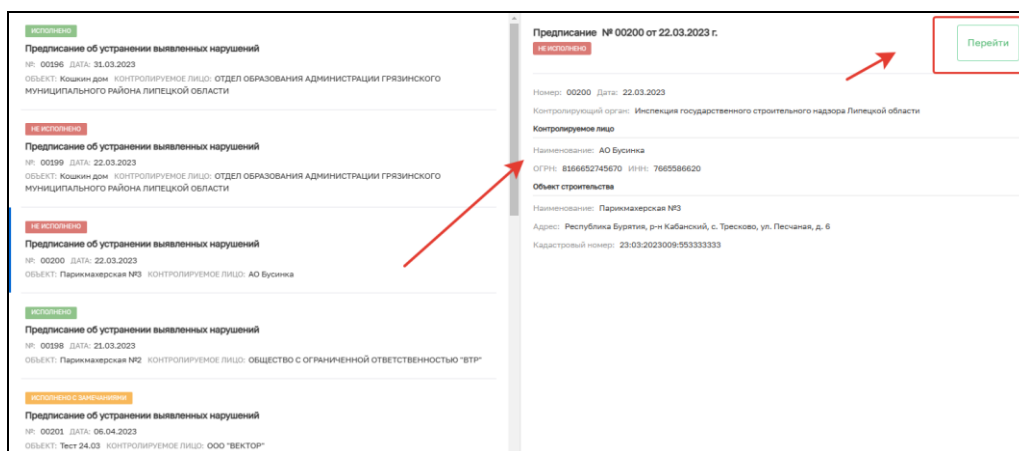 ИСПОЛНЕНО
Предписание об устранении выявленных нарушений
№: 00196 ДАТА: 31.03.2023
ОБЪЕКТ: Кошкин дом КОНТРОЛИРУЕМОЕ ЛИЦО: ОТДЕЛ ОБРАЗОВАНИЯ АДМИНИСТРАЦИИ ГРЯЗИНСКОГО
МУНИЦИПАЛЬНОГО РАЙОНА ЛИПЕЦКОЙ ОБЛАСТИ
НЕ ИСПОЛНЕНО
Предписание об устранении выявленных нарушений
№: 00199 ДАТА: 22.03.2023
ОБЪЕКТ: Кошкин дом КОНТРОЛИРУЕМОЕ ЛИЦО: ОТДЕЛ ОБРАЗОВАНИЯ АДМИНИСТРАЦИИ ГРЯЗИНСКОГО
МУНИЦИПАЛЬНОГО РАЙОНА ЛИПЕЦКОЙ ОБЛАСТИ
НЕ ИСПОЛНЕНО
Предписание об устранении выявленных нарушений
№: 00200 ДАТА: 22.03.2023
ОБЪЕКТ: Парикмахерская №3 КОНТРОЛИРУЕМОЕ ЛИЦО: АО Бусинка
ИСПОЛНЕНО
Предписание об устранении выявленных нарушений
№: 00198 ДАТА: 21.03.2023
ОБЪЕКТ: Парикмахерская №2 КОНТРОЛИРУЕМОЕ ЛИЦО: ОБЩЕСТВО С ОГРАНИЧЕННОЙ ОТВЕТСТВЕННОСТЬЮ "ВТР"
ИСПОЛНЕНО С ЗАМЕЧАНИЯМИ
Предписание об устранении выявленных нарушений
№: 00201 ДАТА: 06.04.2023
ОБЪЕКТ: Тест 24.03 КОНТРОЛИРУЕМОЕ ЛИЦО: ООО "ВЕКТОР"
Предписание № 00200 от 22.03.2023 г.
НЕ ИСПОЛНЕНО
Перейти
Номер: 00200 Дата: 22.03.2023
Контролирующий орган: Инспекция государственного строительного надзора Липецкой области
Контролируемое лицо
Наименование: АО Бусинка
ОГРН: 8166652745670 ИНН: 7665586620
Объект строительства
Наименование: Парикмахерская №3
Адрес: Республика Бурятия, р-н Кабанский, с. Тресково, ул. Песчаная, д. 6
Кадастровый номер: 23:03:2023009:553333333